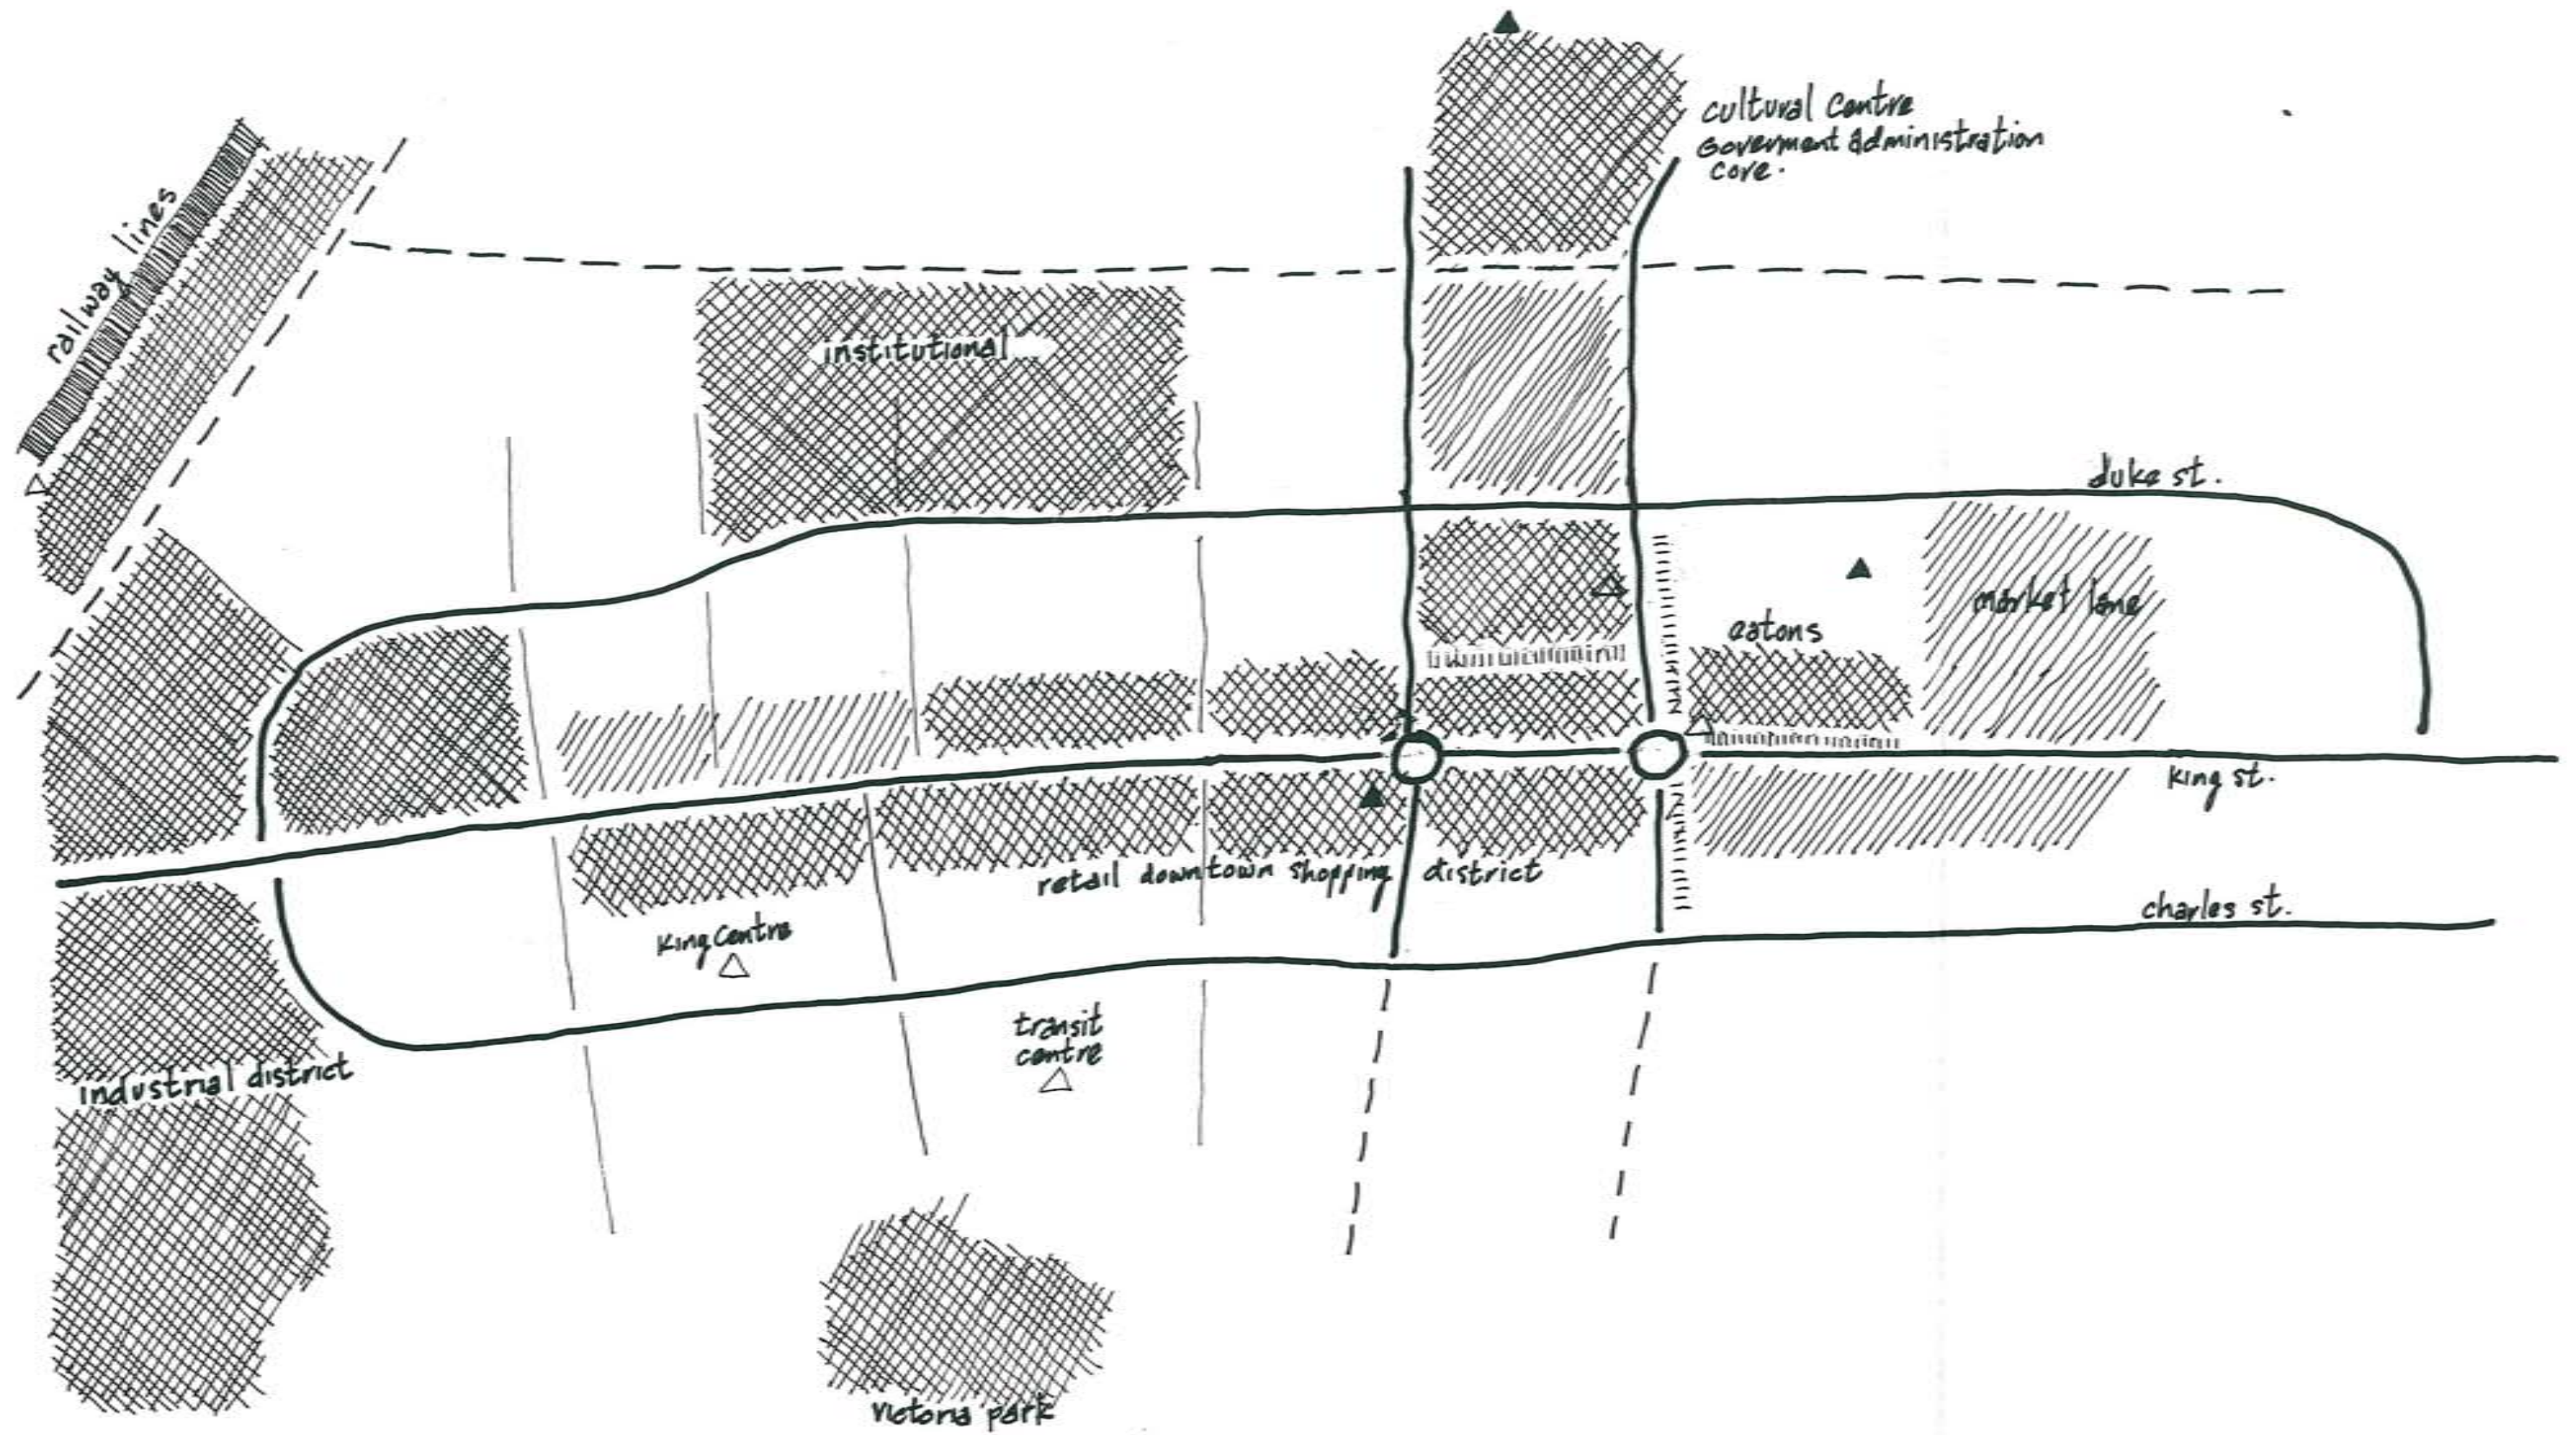 cultural centre
goverment administration
core.
railway lines
institutional
duke st.
market lane
eatons
king st.
retail downtown shopping district
charles st.
King Centre
transit
centre
industrial district
victoria park